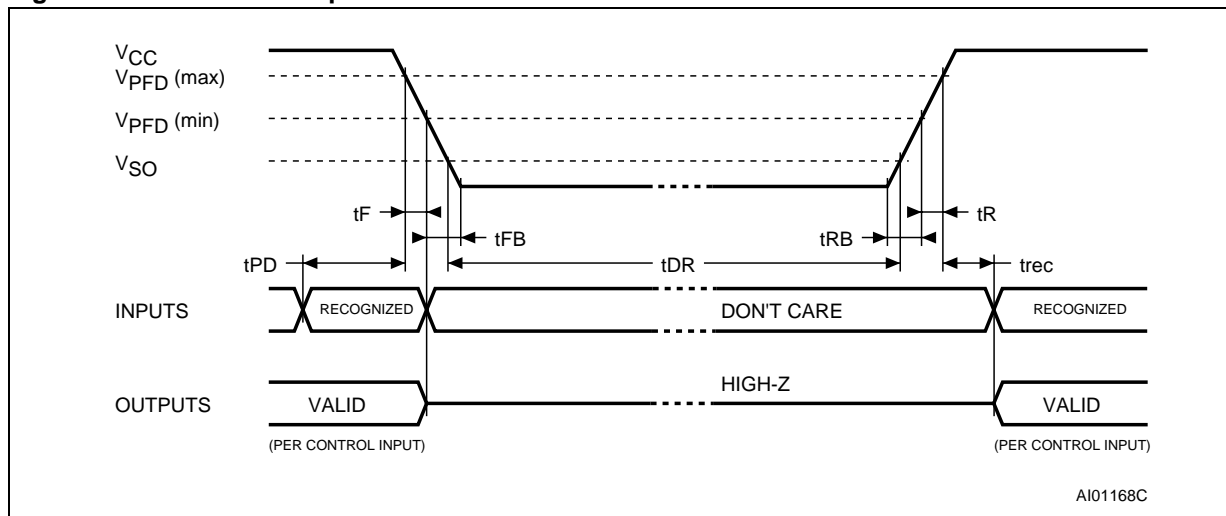 VCC
VPFD (max)
VPFD (min)
VSO
tF
tR
tFB
tRB
tPD
tDR
trec
INPUTS
RECOGNIZED
DON'T CARE
RECOGNIZED
HIGH-Z
OUTPUTS
VALID
VALID
(PER CONTROL INPUT)
(PER CONTROL INPUT)
AI01168C